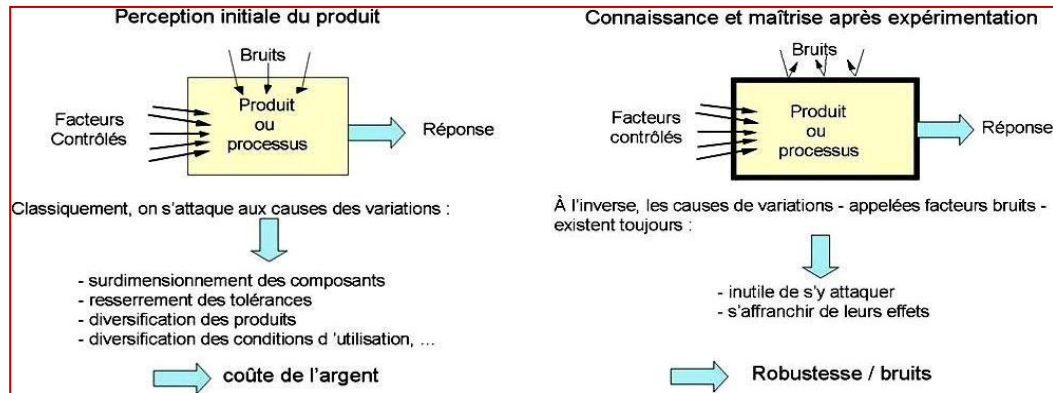 Perception initiale du produit
Bruits
Facteurs
Contrôlés
Produit
ou
processus
Réponse
Classiquement, on s'attaque aux causes des variations :
- surdimensionnement des composants
- resserrement des tolérances
- diversification des produits
- diversification des conditions d 'utilisation, ...
coûte de l'argent
Connaissance et maîtrise après expérimentation
Bruits
Facteurs
contrôlés
Produit
ou
processus
Réponse
À l'inverse, les causes de variations - appelées facteurs bruits -
existent toujours :
- inutile de s'y attaquer
- s'affranchir de leurs effets
Robustesse / bruits